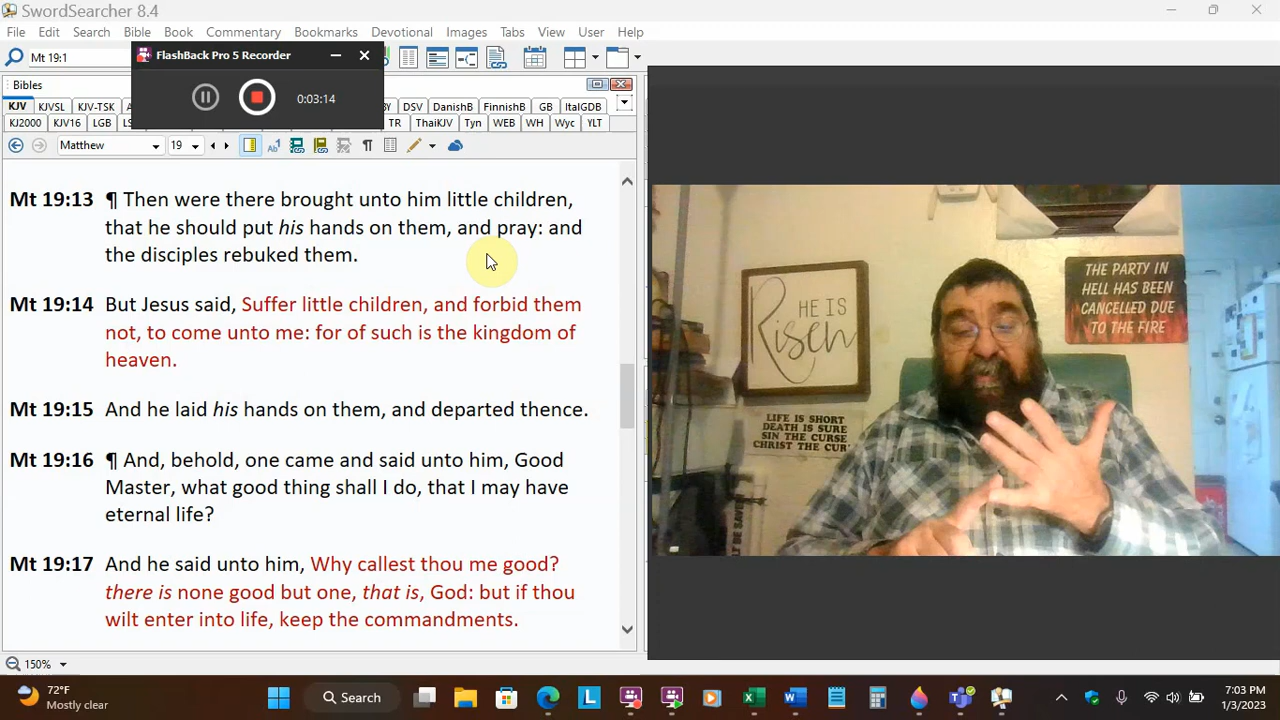 SwordSearcher 8.4
File Edit Search Bible Book Commentary Bookmarks Devotional Images Tabs View User Help
Mt 19:1
FlashBack Pro 5 Recorder
0:03:14
Bibles
KJV KJVSL KJV-TSK DSV DanishB FinnishB GB ItalGDB
KJ2000 KJV16 LGB TR ThaiKJV Tyn WEB WH Wyc YLT
Matthew 19
Mt 19:13 ¶ Then were there brought unto him little children,
that he should put his hands on them, and pray: and
the disciples rebuked them.
Mt 19:14 But Jesus said, Suffer little children, and forbid them
not, to come unto me: for of such is the kingdom of
heaven.
Mt 19:15 And he laid his hands on them, and departed thence.
Mt 19:16 ¶ And, behold, one came and said unto him, Good
Master, what good thing shall I do, that I may have
eternal life?
Mt 19:17 And he said unto him, Why callest thou me good?
there is none good but one, that is, God: but if thou
wilt enter into life, keep the commandments.
150%
HE IS
Risen
THE PARTY IN
HELL HAS BEEN
CANCELLED DUE
TO THE FIRE
LIFE IS SHORT
DEATH IS SURE
SIN THE CURSE
CHRIST THE CUR
72°F
Mostly clear
Search
7:03 PM
1/3/2023